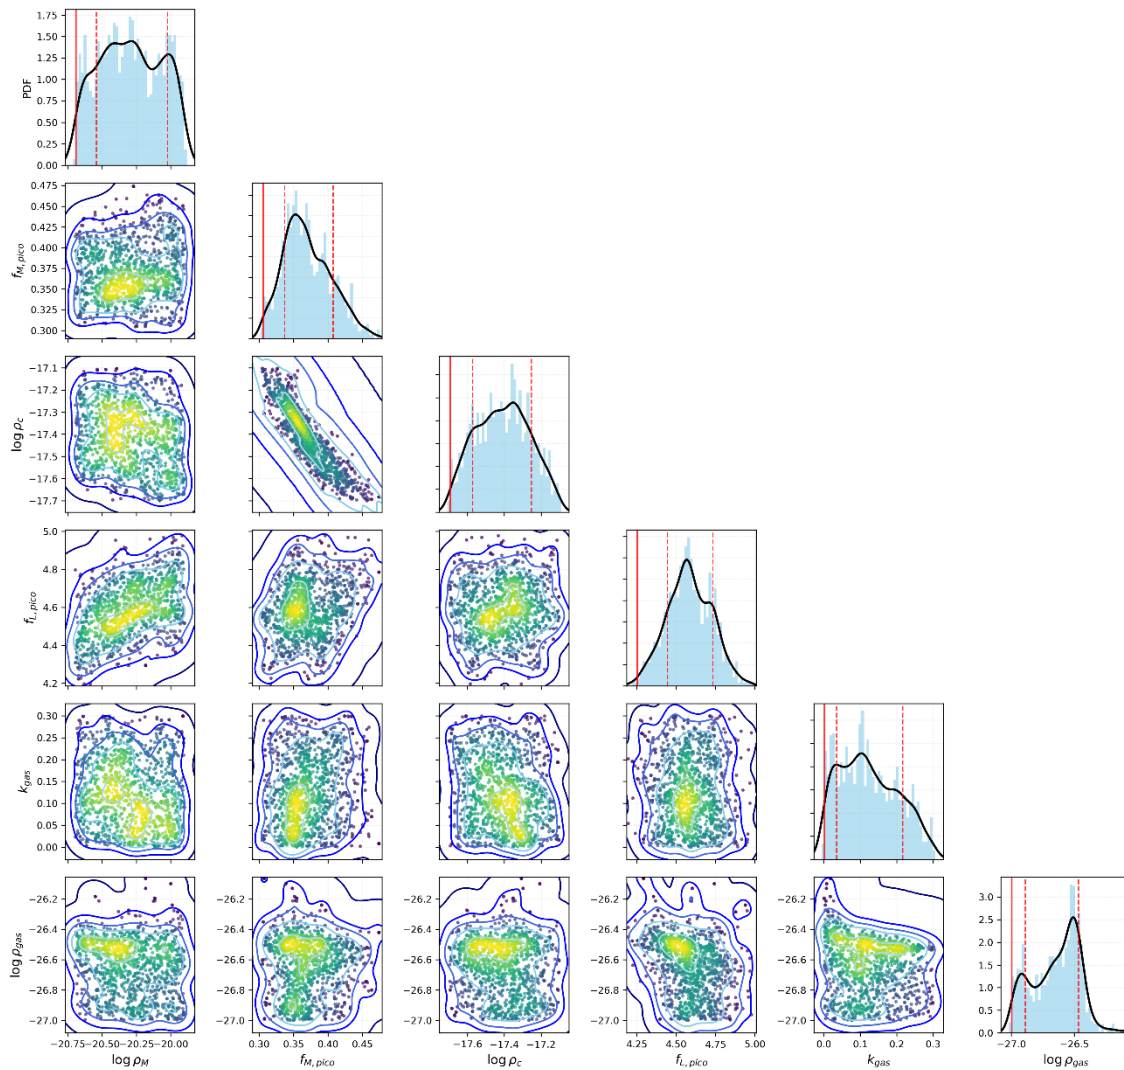 1.75
1.50
1.25
1.00
0.75
0.50
0.25
0.00
PDF
0.475
0.450
0.425
0.400
0.375
0.350
0.325
0.300
f_{M,pico}
−17.1
−17.2
−17.3
−17.4
−17.5
−17.6
−17.7
log ρ_c
5.0
4.8
4.6
4.4
4.2
f_{L,pico}
0.30
0.25
0.20
0.15
0.10
0.05
0.00
k_{gas}
−26.2
−26.4
−26.6
−26.8
−27.0
log ρ_{gas}
3.0
2.5
2.0
1.5
1.0
0.5
0.0
−20.75 −20.50 −20.25 −20.00
0.30 0.35 0.40 0.45
−17.6 −17.4 −17.2
4.25 4.50 4.75 5.00
0.0 0.1 0.2 0.3
−27.0 −26.5
log ρ_M
f_{M,pico}
log ρ_c
f_{L,pico}
k_{gas}
log ρ_{gas}